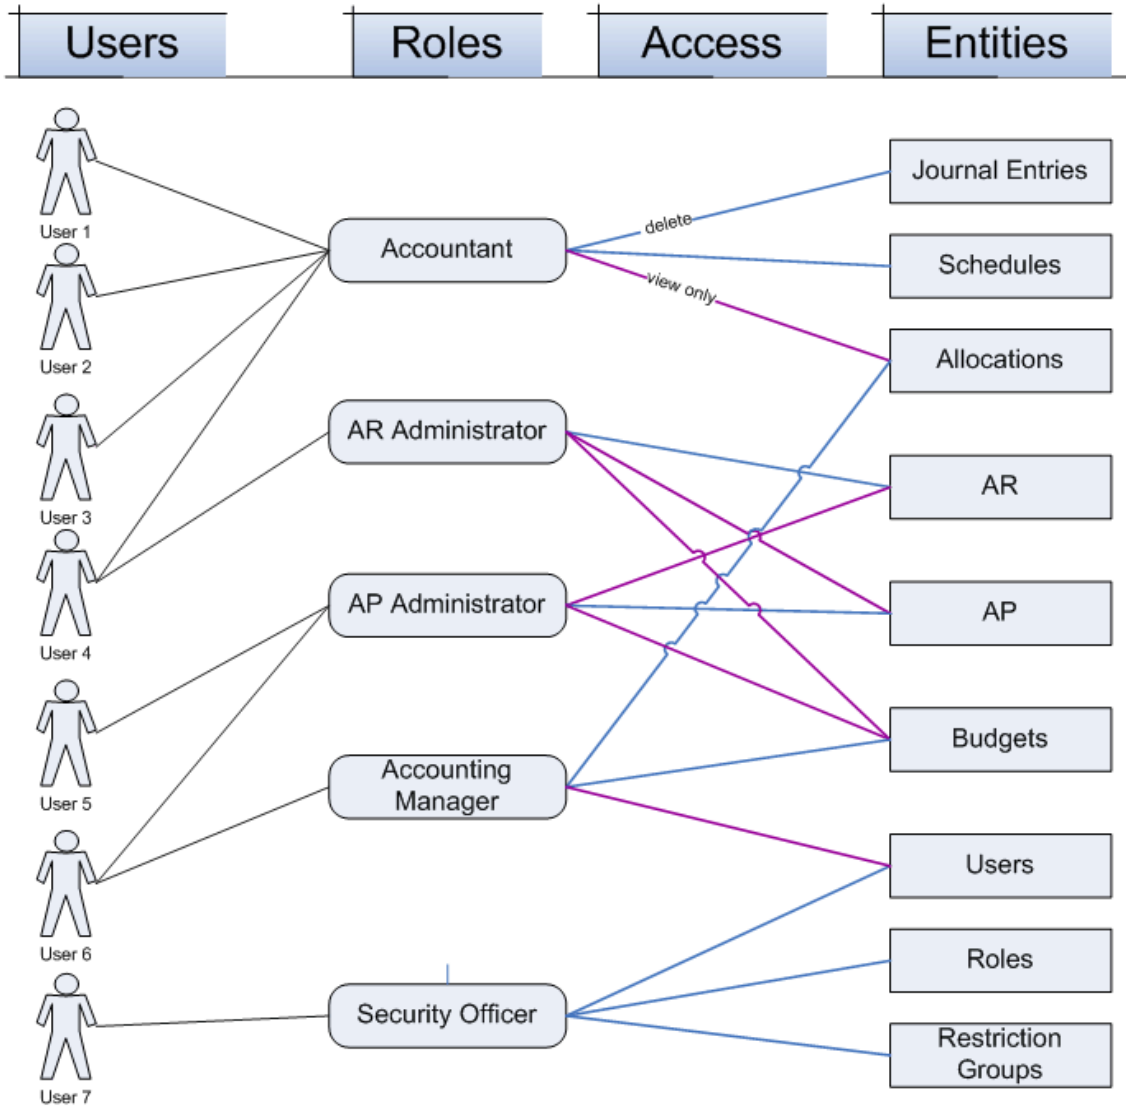 Users
Roles
Access
Entities
User 1
User 2
User 3
User 4
User 5
User 6
User 7
Accountant
AR Administrator
AP Administrator
Accounting
Manager
Security Officer
delete
view only
Journal Entries
Schedules
Allocations
AR
AP
Budgets
Users
Roles
Restriction
Groups